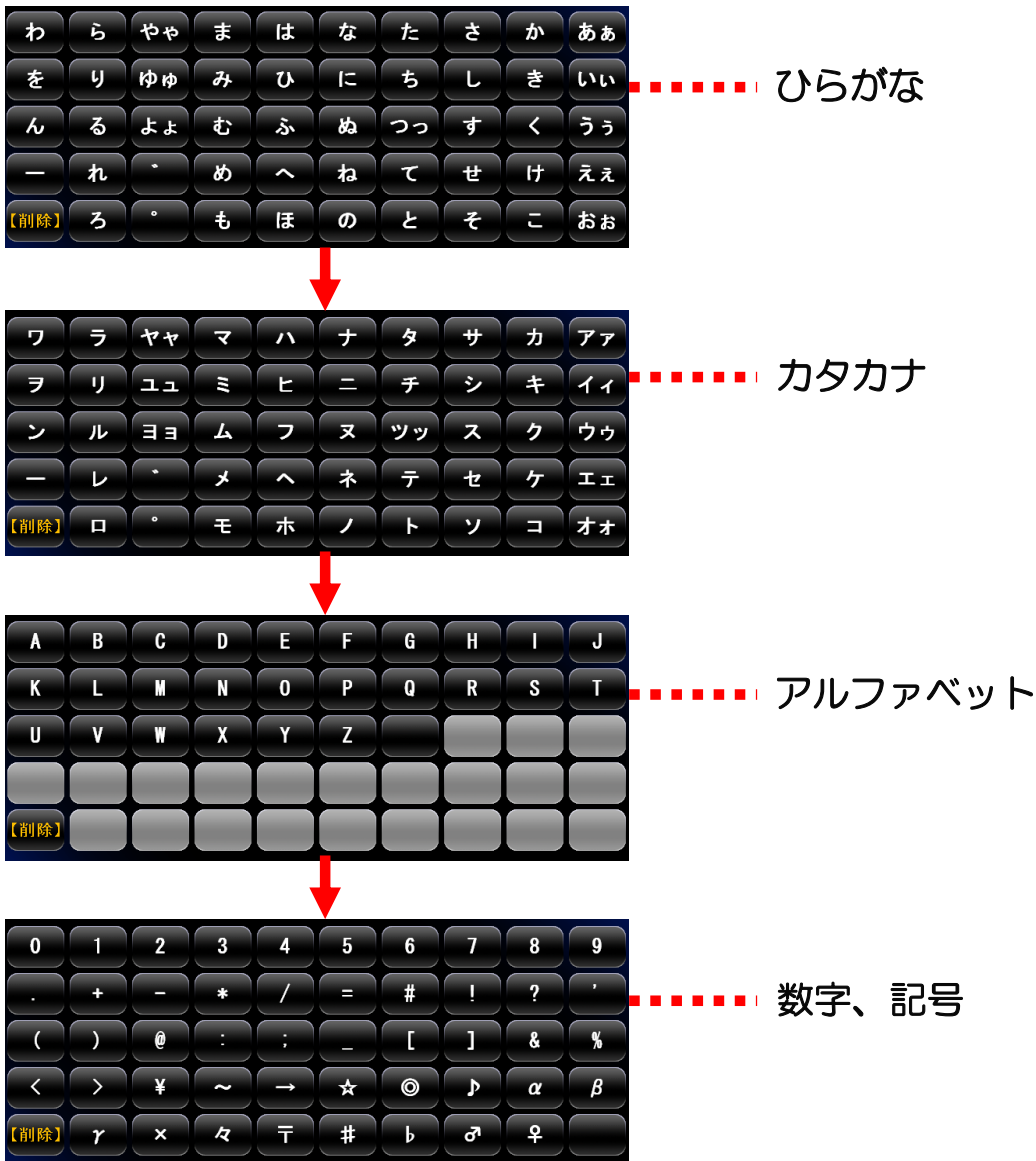 わ ら やゃ ま は な た さ か あぁ
を り ゆゅ み ひ に ち し き いぃ
ん る よょ む ふ ぬ つっ す く うぅ
ー れ ゛ め へ ね て せ け えぇ
【削除】 ろ ゜ も ほ の と そ こ おぉ
ひらがな
ワ ラ ヤャ マ ハ ナ タ サ カ アァ
ヲ リ ユュ ミ ヒ ニ チ シ キ イィ
ン ル ヨョ ム フ ヌ ツッ ス ク ウゥ
ー レ ゛ メ ヘ ネ テ セ ケ エェ
【削除】 ロ ゜ モ ホ ノ ト ソ コ オォ
カタカナ
A B C D E F G H I J
K L M N O P Q R S T
U V W X Y Z
【削除】
アルファベット
0 1 2 3 4 5 6 7 8 9
. + - * / = # ! ? '
( ) @ : ; _ [ ] & %
< > ¥ ～ → ☆ ◎ ♪ α β
【削除】 γ × 々 〒 # ♭ ♂ ♀
数字、記号